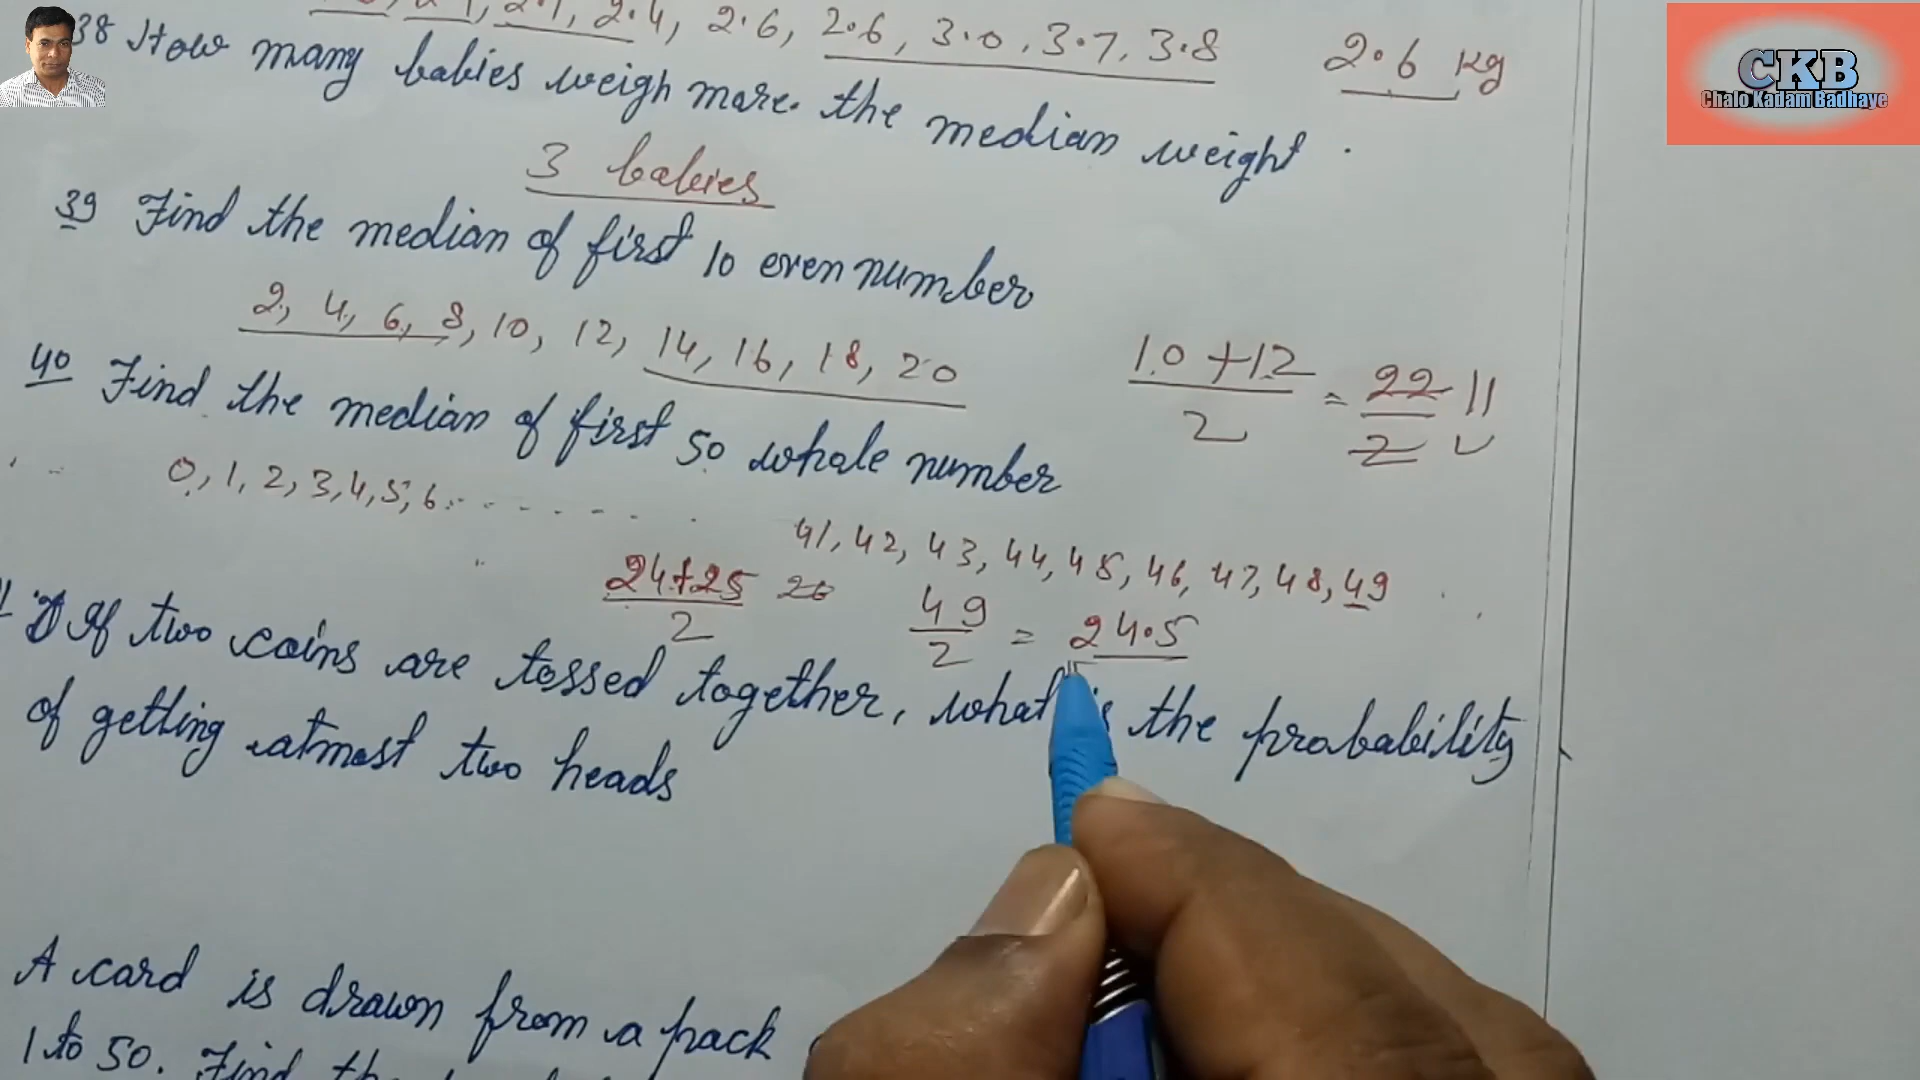 2.4, 2.6, 2.6, 3.0, 3.7, 3.8 2.6 kg
38 How many babies weigh more the median weight.
3 babies
39 Find the median of first 10 even number
2, 4, 6, 8, 10, 12, 14, 16, 18, 20
10+12/2 = 22/2 11
40 Find the median of first 50 whole number
0, 1, 2, 3, 4, 5, 6.........
41, 42, 43, 44, 45, 46, 47, 48, 49
24+25/2 49/2 = 24.5
If two coins are tossed together, what is the probability
of getting atmost two heads
A card is drawn from a pack
1 to 50. Find the
CKB
Chalo Kadam Badhaye